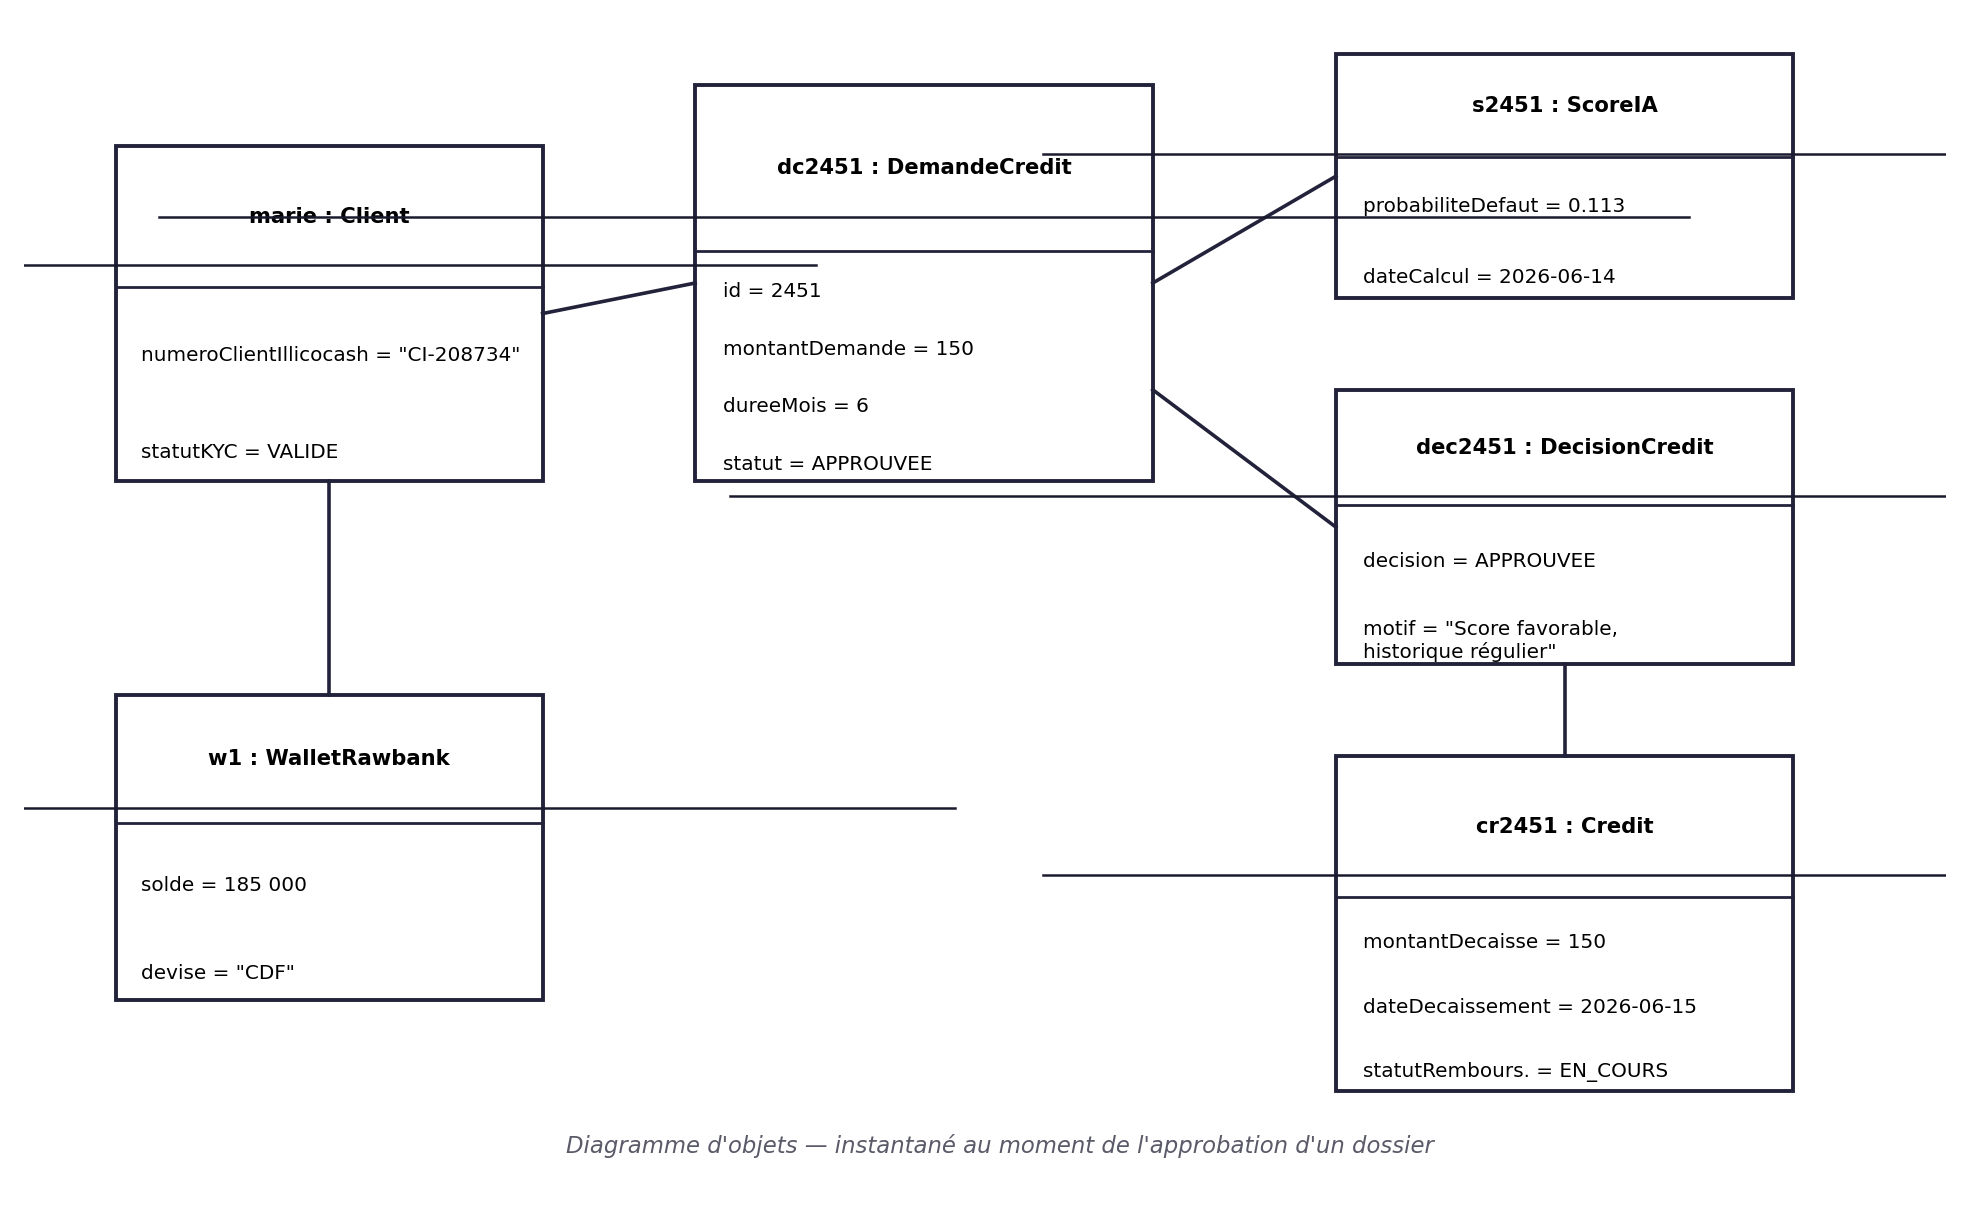 marie : Client
numeroClientIllicocash = "CI-208734"
statutKYC = VALIDE
dc2451 : DemandeCredit
id = 2451
montantDemande = 150
dureeMois = 6
statut = APPROUVEE
s2451 : ScoreIA
probabiliteDefaut = 0.113
dateCalcul = 2026-06-14
dec2451 : DecisionCredit
decision = APPROUVEE
motif = "Score favorable,
historique régulier"
w1 : WalletRawbank
solde = 185 000
devise = "CDF"
cr2451 : Credit
montantDecaisse = 150
dateDecaissement = 2026-06-15
statutRembours. = EN_COURS
Diagramme d'objets — instantané au moment de l'approbation d'un dossier